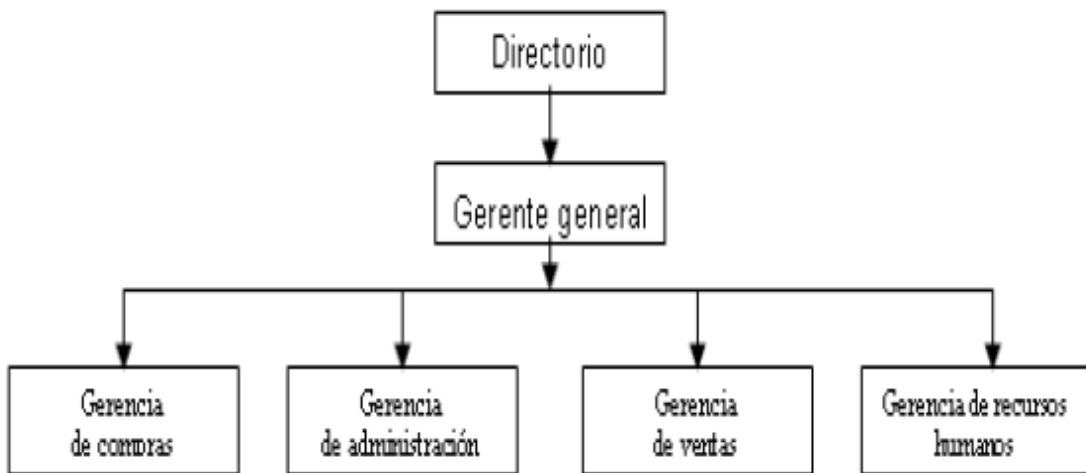 Directorio
Gerente general
Gerencia
de compras
Gerencia
de administración
Gerencia
de ventas
Gerencia de recursos
humanos